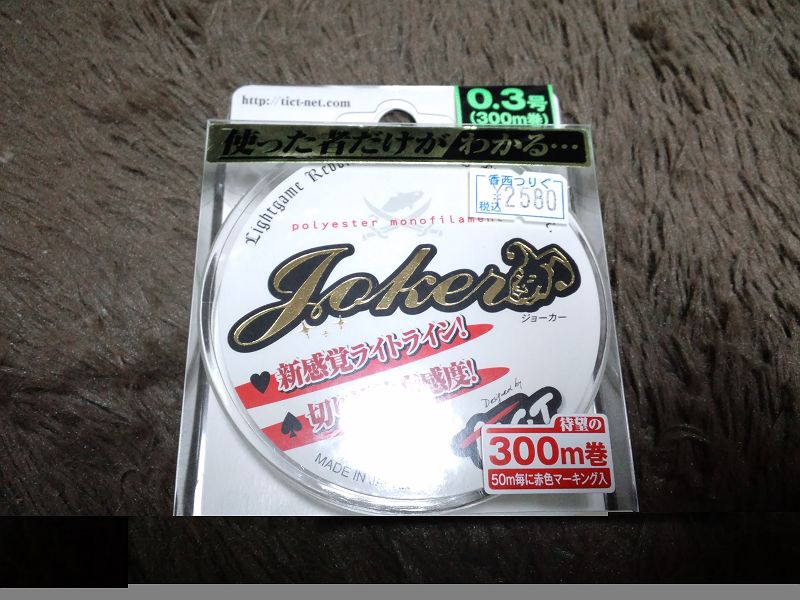 http://tict-net.com
0.3号
(300m巻)
使った者だけがわかる…
Lightgame
香西つりぐ
税込 ¥2580
polyester monofilament
Joker
ジョーカー
新感覚ライトライン!
感度!
Designed by
待望の
300m巻
50m毎に赤色マーキング入
MADE IN